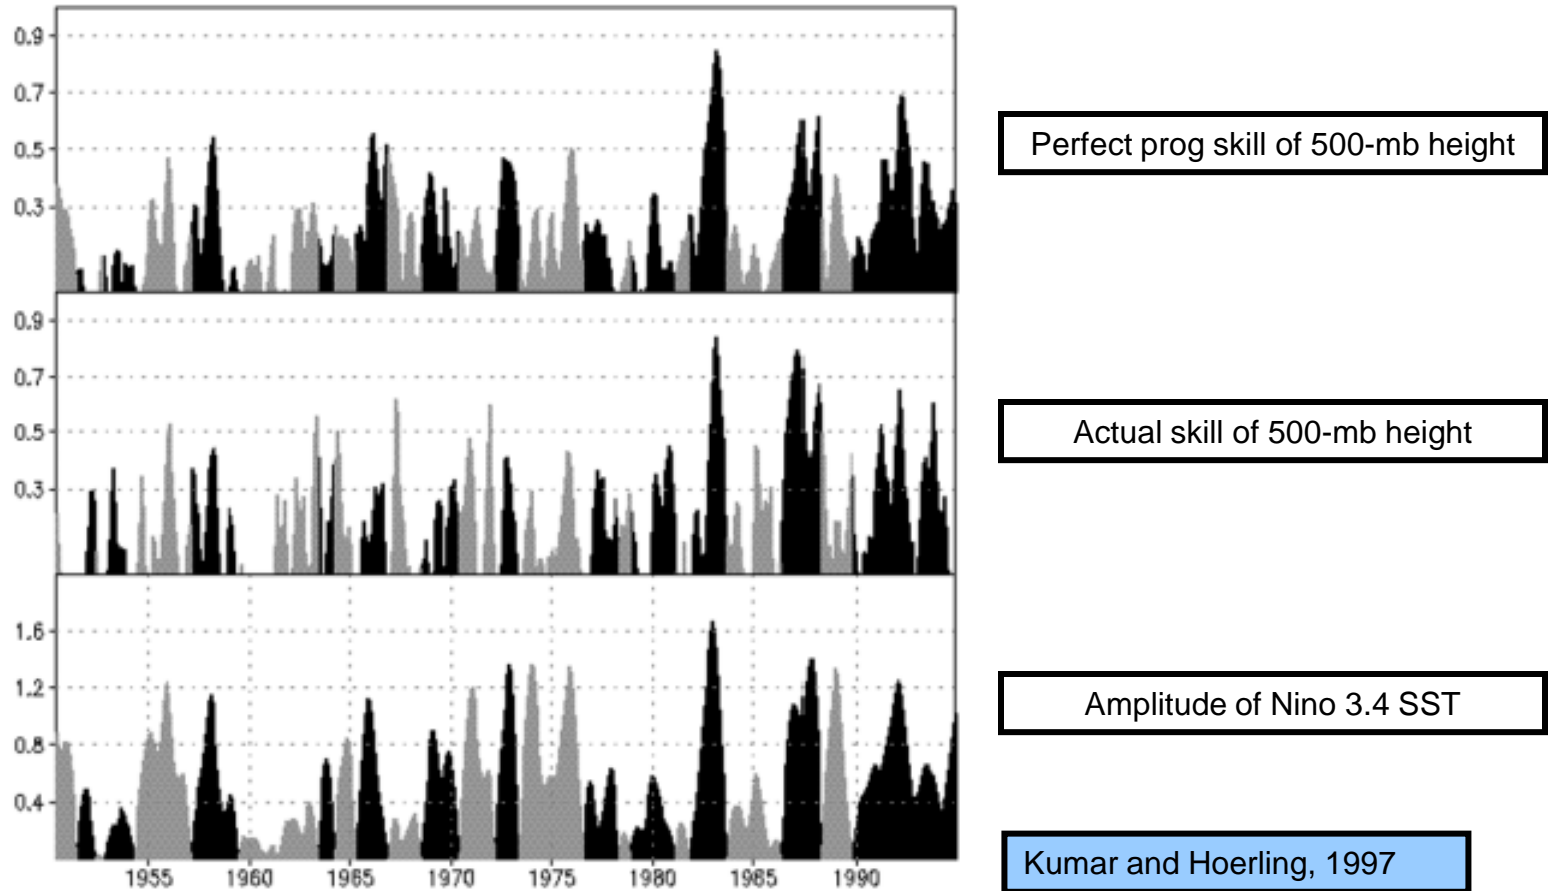 0.9
0.7
0.5
0.3
Perfect prog skill of 500-mb height
0.9
0.7
0.5
0.3
Actual skill of 500-mb height
1.6
1.2
0.8
0.4
Amplitude of Nino 3.4 SST
1955 1960 1965 1970 1975 1980 1985 1990
Kumar and Hoerling, 1997